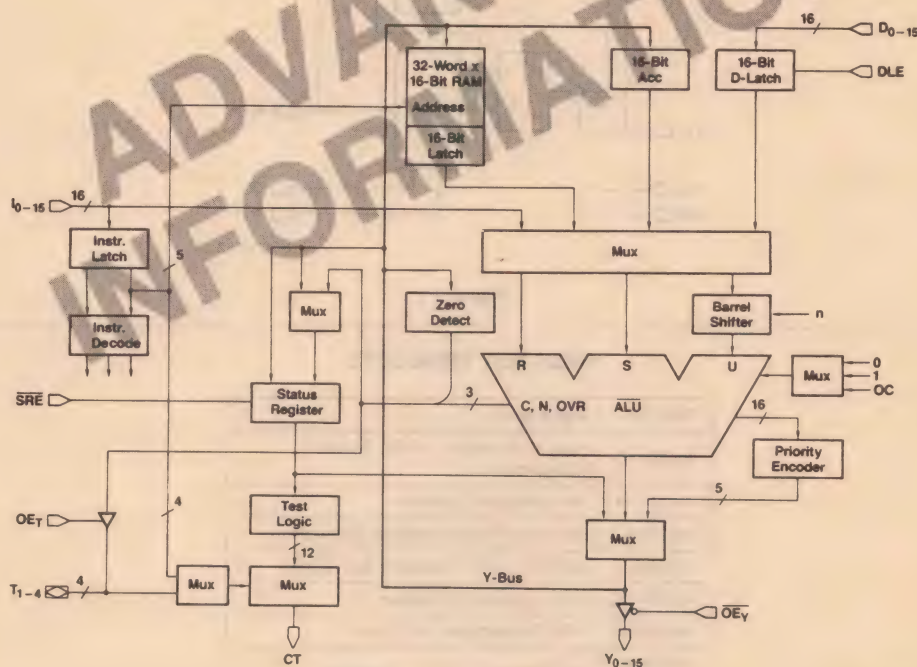 ADVAN
INFORMATIO
16
D0–15
32-Word x
16-Bit RAM
Address
16-Bit
Latch
16-Bit
Acc
16-Bit
D-Latch
DLE
I0–15
16
Instr.
Latch
5
Mux
Instr.
Decode
Mux
Zero
Detect
Barrel
Shifter
n
R
S
U
0
1
OC
Mux
SRE
Status
Register
3
C, N, OVR
ALU
16
Priority
Encoder
5
OET
4
Test
Logic
12
Mux
T1–4
4
Mux
Mux
Y-Bus
OEY
CT
Y0–15